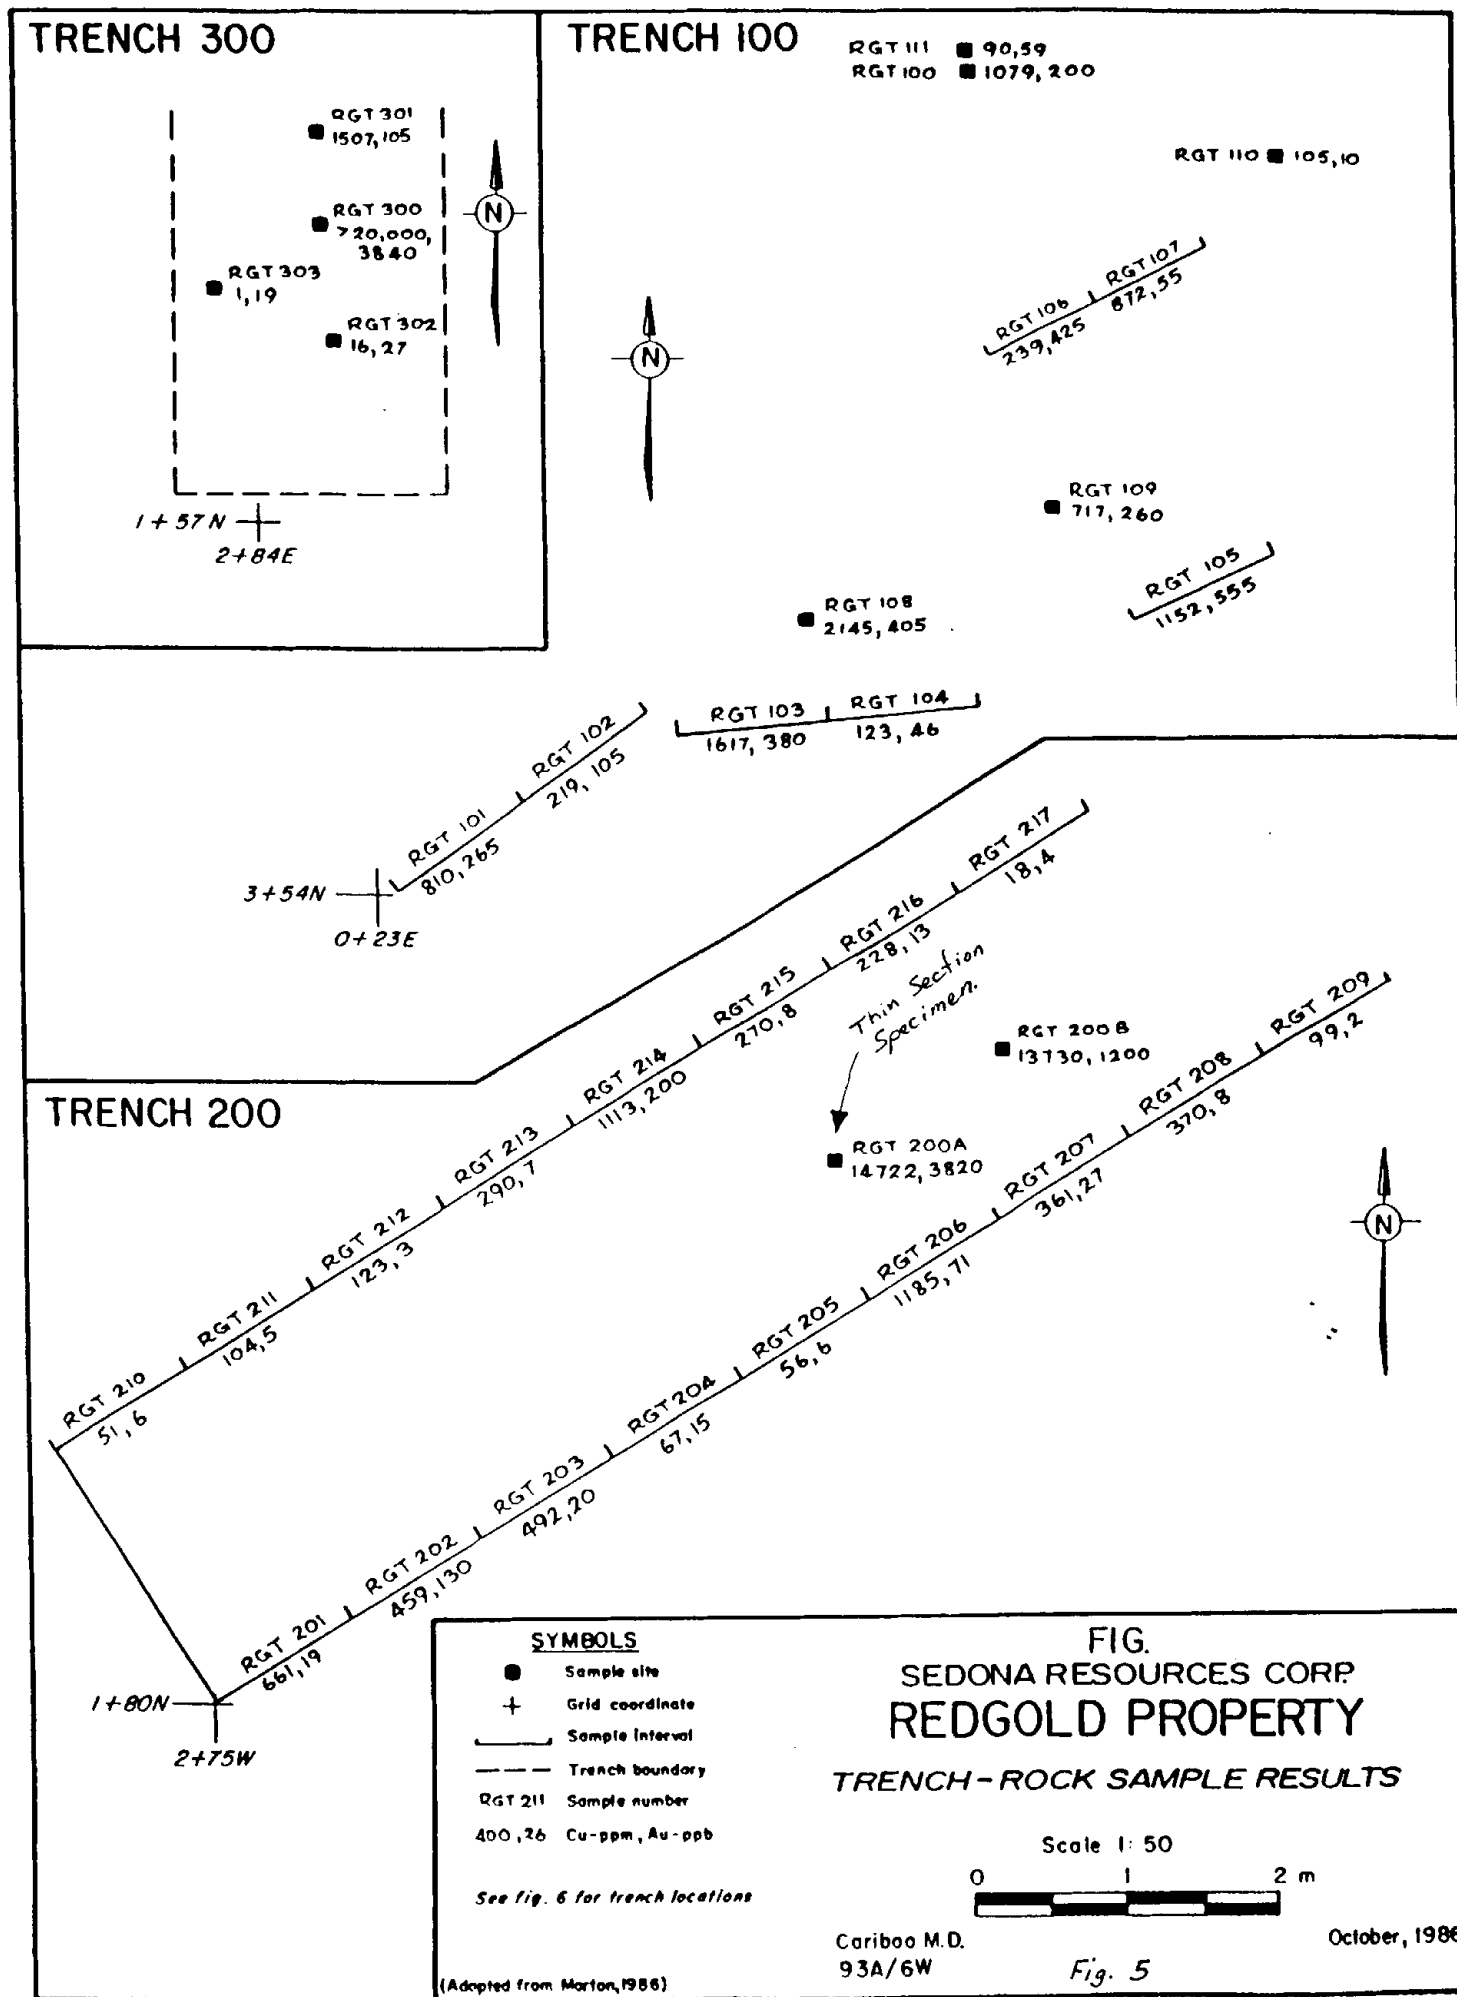 TRENCH 300
RGT 301
1507,105
RGT 300
>20,000,
3840
RGT 303
1,19
RGT 302
16,27
N
1+57N
2+84E
TRENCH 100
RGT 111 90,59
RGT 100 1079, 200
RGT 110 105,10
RGT 106
239,425
RGT 107
872,55
N
RGT 109
717, 260
RGT 105
1152, 555
RGT 108
2145, 405
RGT 103
1617, 380
RGT 104
123, 46
RGT 102
219, 105
RGT 101
810, 265
3+54N
0+23E
TRENCH 200
RGT 217
18,4
RGT 216
228, 13
RGT 215
270, 8
RGT 214
1113, 200
RGT 213
290, 7
RGT 212
123, 3
RGT 211
104,5
RGT 210
51, 6
Thin Section
Specimen.
RGT 200B
13730, 1200
RGT 200A
14722, 3820
RGT 209
99,2
RGT 208
370, 8
RGT 207
361,27
RGT 206
1185, 71
RGT 205
56, 6
RGT 204
67,15
RGT 203
492,20
RGT 202
459,130
RGT 201
661,19
N
1+80N
2+75W
SYMBOLS
Sample site
Grid coordinate
Sample interval
Trench boundary
RGT 211 Sample number
400, 26 Cu-ppm, Au-ppb
See fig. 6 for trench locations
(Adapted from Morton, 1986)
FIG.
SEDONA RESOURCES CORP.
REDGOLD PROPERTY
TRENCH-ROCK SAMPLE RESULTS
Scale 1: 50
0 1 2 m
Cariboo M.D.
93A/6W
October, 1986
Fig. 5